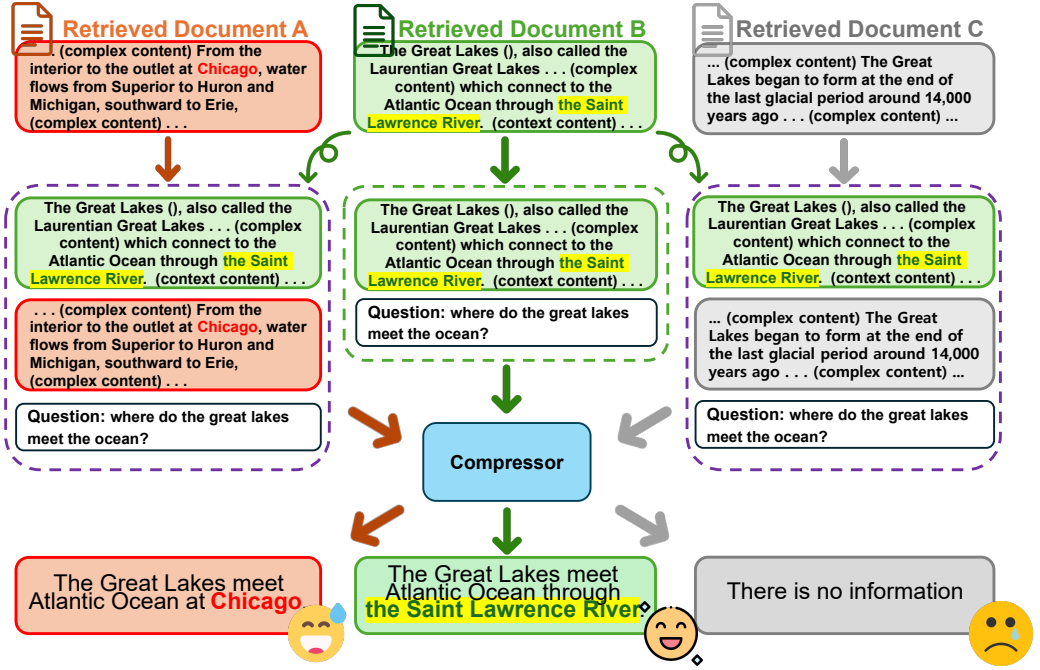 Retrieved Document A
. . . (complex content) From the
interior to the outlet at Chicago, water
flows from Superior to Huron and
Michigan, southward to Erie,
(complex content) . . .
Retrieved Document B
The Great Lakes (), also called the
Laurentian Great Lakes . . . (complex
content) which connect to the
Atlantic Ocean through the Saint
Lawrence River. (context content) . . .
Retrieved Document C
... (complex content) The Great
Lakes began to form at the end of
the last glacial period around 14,000
years ago . . . (complex content) ...
The Great Lakes (), also called the
Laurentian Great Lakes . . . (complex
content) which connect to the
Atlantic Ocean through the Saint
Lawrence River. (context content) . . .
. . . (complex content) From the
interior to the outlet at Chicago, water
flows from Superior to Huron and
Michigan, southward to Erie,
(complex content) . . .
Question: where do the great lakes
meet the ocean?
The Great Lakes (), also called the
Laurentian Great Lakes . . . (complex
content) which connect to the
Atlantic Ocean through the Saint
Lawrence River. (context content) . . .
Question: where do the great lakes
meet the ocean?
The Great Lakes (), also called the
Laurentian Great Lakes . . . (complex
content) which connect to the
Atlantic Ocean through the Saint
Lawrence River. (context content) . . .
... (complex content) The Great
Lakes began to form at the end of
the last glacial period around 14,000
years ago . . . (complex content) ...
Question: where do the great lakes
meet the ocean?
Compressor
The Great Lakes meet
Atlantic Ocean at Chicago.
The Great Lakes meet
Atlantic Ocean through
the Saint Lawrence River.
There is no information